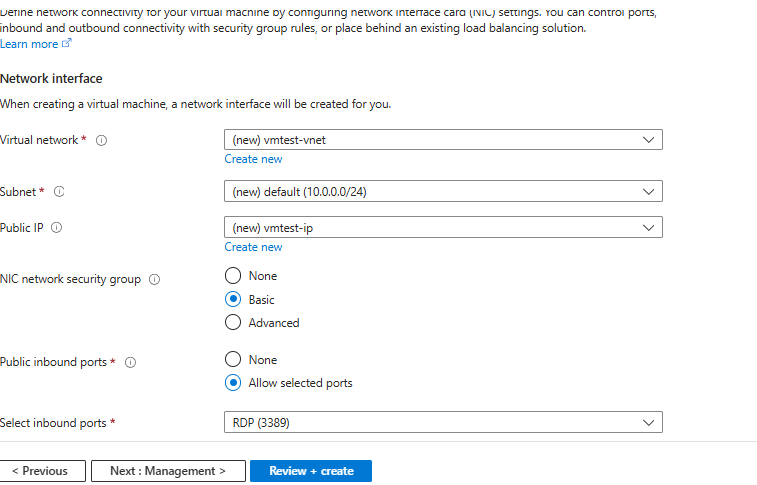 Define network connectivity for your virtual machine by configuring network interface card (NIC) settings. You can control ports,
inbound and outbound connectivity with security group rules, or place behind an existing load balancing solution.
Learn more
Network interface
When creating a virtual machine, a network interface will be created for you.
Virtual network *
(new) vmtest-vnet
Create new
Subnet *
(new) default (10.0.0.0/24)
Public IP
(new) vmtest-ip
Create new
NIC network security group
None
Basic
Advanced
Public inbound ports *
None
Allow selected ports
Select inbound ports *
RDP (3389)
< Previous
Next : Management >
Review + create